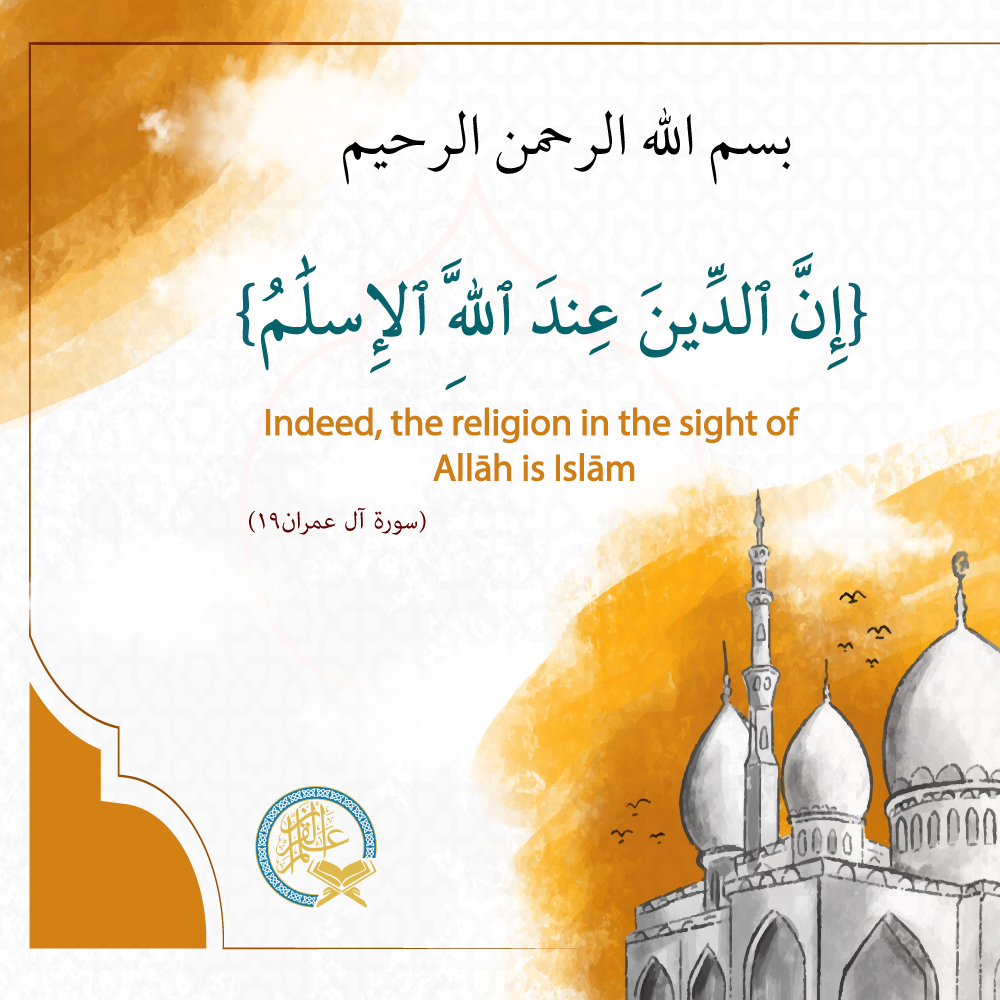 بسم الله الرحمن الرحيم
{إِنَّ ٱلدِّينَ عِندَ ٱللَّهِ ٱلإِسلَٰمُ}
Indeed, the religion in the sight of
Allāh is Islām
(سورة آل عمران١٩)